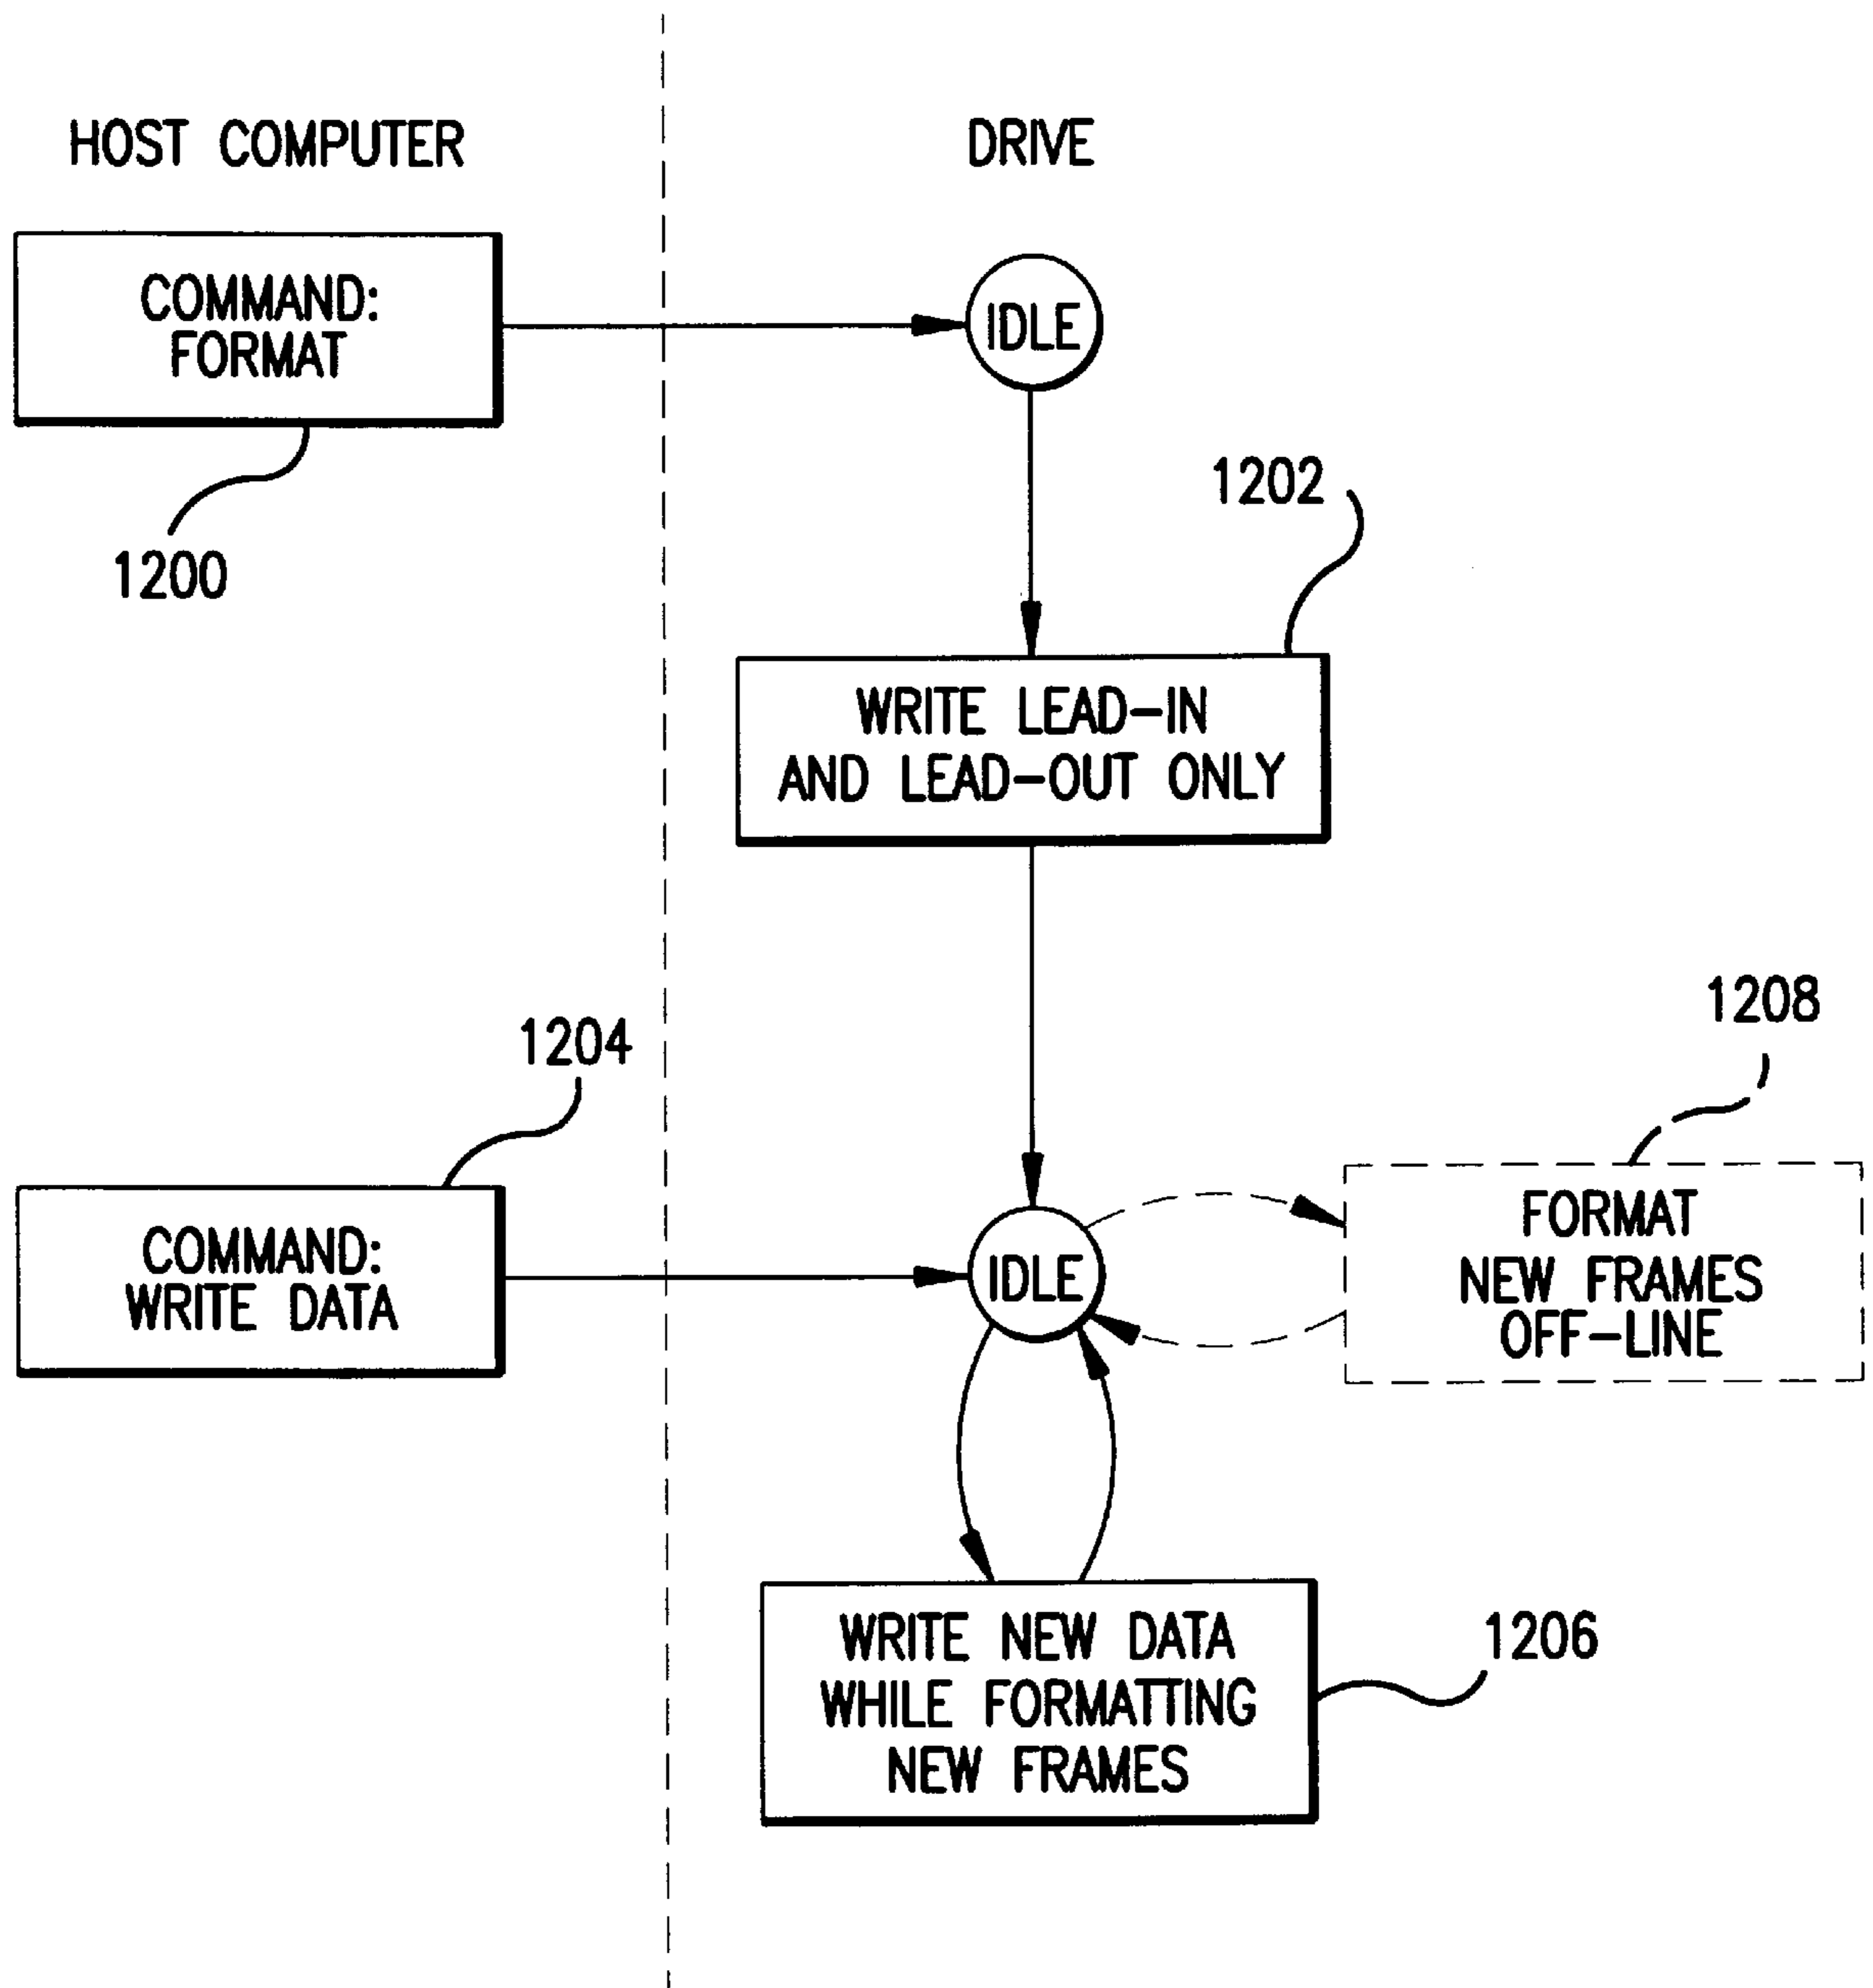 HOST COMPUTER
DRIVE
COMMAND:
FORMAT
IDLE
1200
1202
WRITE LEAD-IN
AND LEAD-OUT ONLY
1204
1208
COMMAND:
WRITE DATA
IDLE
FORMAT
NEW FRAMES
OFF-LINE
WRITE NEW DATA
WHILE FORMATTING
NEW FRAMES
1206